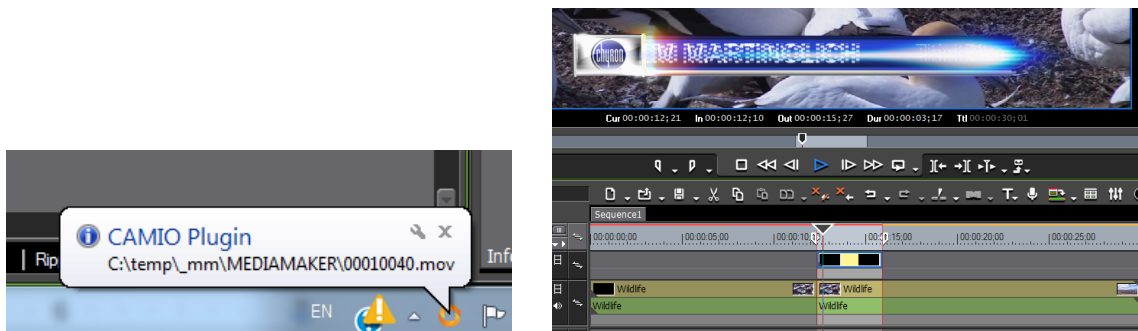 CAMIO Plugin
C:\temp\_mm\MEDIAMAKER\00010040.mov
Rip
Inf
EN
chyron
M MARTINOLICH
Cur 00:00:12;21 In 00:00:12;10 Out 00:00:15;27 Dur 00:00:03;17 Ttl 00:00:30;01
Sequence1
00:00:00;00 00:00:05;00 00:00:10;00 00:00:15;00 00:00:20;00 00:00:25;00
Wildlife Wildlife
Wildlife Wildlife